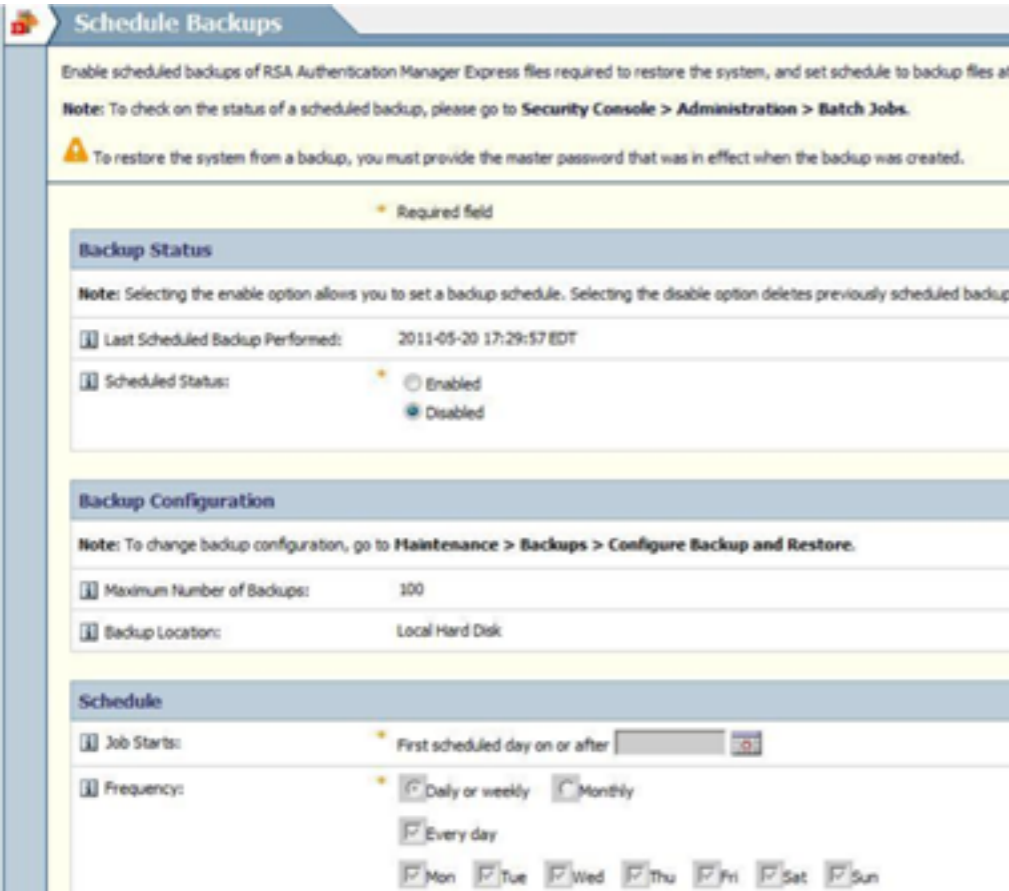 Schedule Backups
Enable scheduled backups of RSA Authentication Manager Express files required to restore the system, and set schedule to backup files
Note: To check on the status of a scheduled backup, please go to Security Console > Administration > Batch Jobs.
To restore the system from a backup, you must provide the master password that was in effect when the backup was created.
* Required field
Backup Status
Note: Selecting the enable option allows you to set a backup schedule. Selecting the disable option deletes previously scheduled backup
Last Scheduled Backup Performed: 2011-05-20 17:29:57 EDT
Scheduled Status: * Enabled
Disabled
Backup Configuration
Note: To change backup configuration, go to Maintenance > Backups > Configure Backup and Restore.
Maximum Number of Backups: 100
Backup Location: Local Hard Disk
Schedule
Job Starts: * First scheduled day on or after
Frequency: * Daily or weekly Monthly
Every day
Mon Tue Wed Thu Fri Sat Sun